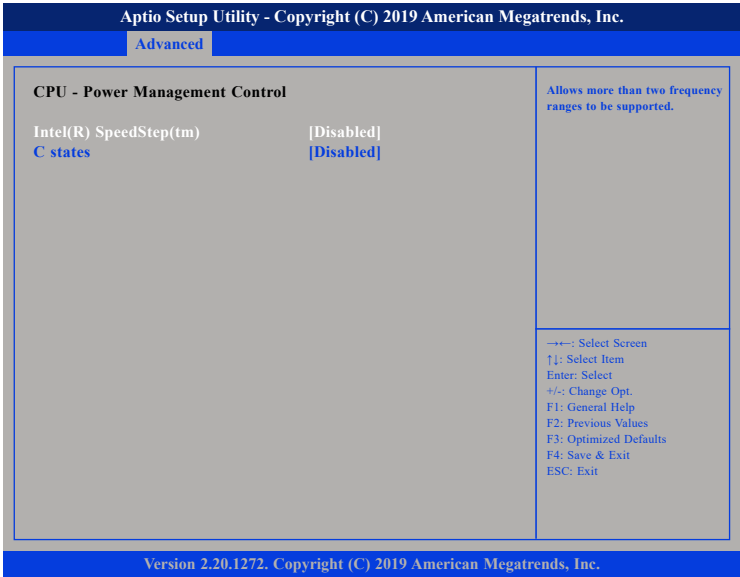 Aptio Setup Utility - Copyright (C) 2019 American Megatrends, Inc.
Advanced
CPU - Power Management Control
Intel(R) SpeedStep(tm) [Disabled]
C states [Disabled]
Allows more than two frequency
ranges to be supported.
→←: Select Screen
↑↓: Select Item
Enter: Select
+/-: Change Opt.
F1: General Help
F2: Previous Values
F3: Optimized Defaults
F4: Save & Exit
ESC: Exit
Version 2.20.1272. Copyright (C) 2019 American Megatrends, Inc.